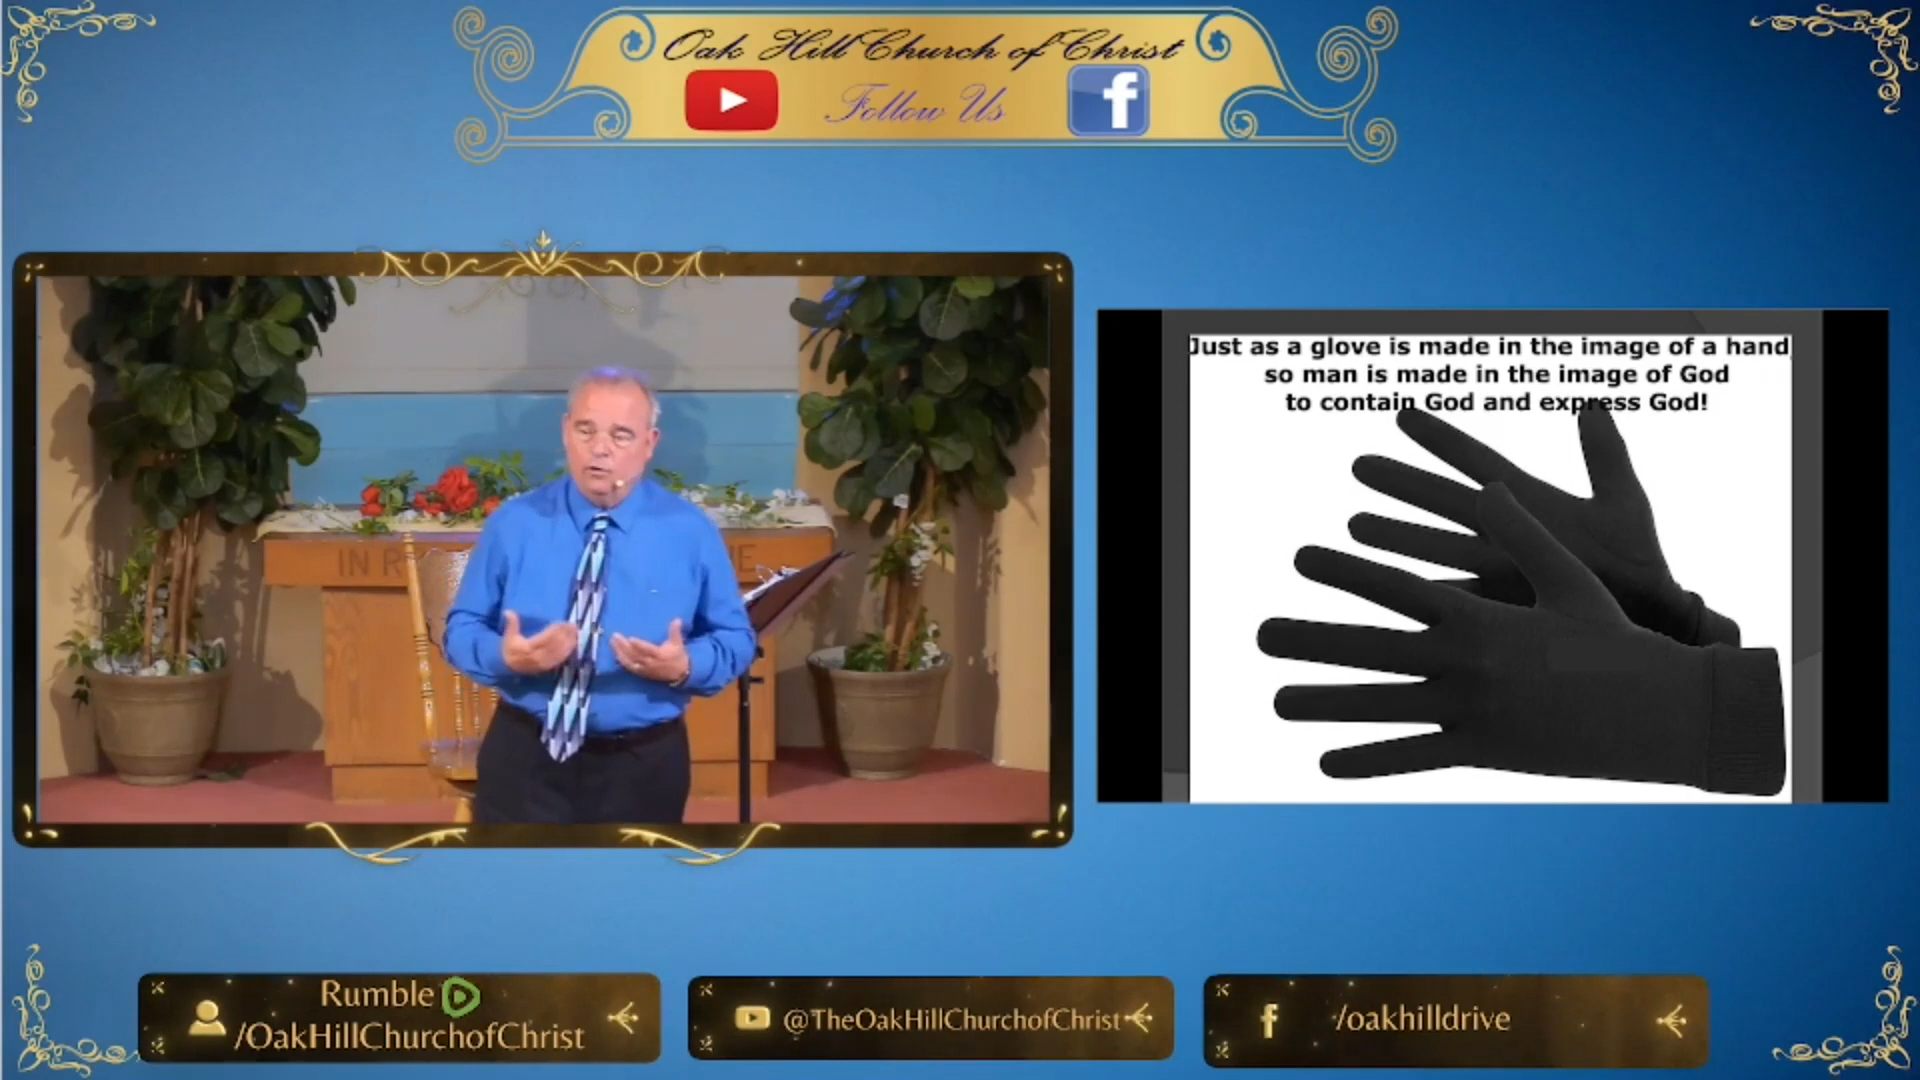 Oak Hill Church of Christ
Follow Us
Just as a glove is made in the image of a hand
so man is made in the image of God
to contain God and express God!
IN R
E
Rumble
/OakHillChurchofChrist
@TheOakHillChurchofChrist
/oakhilldrive